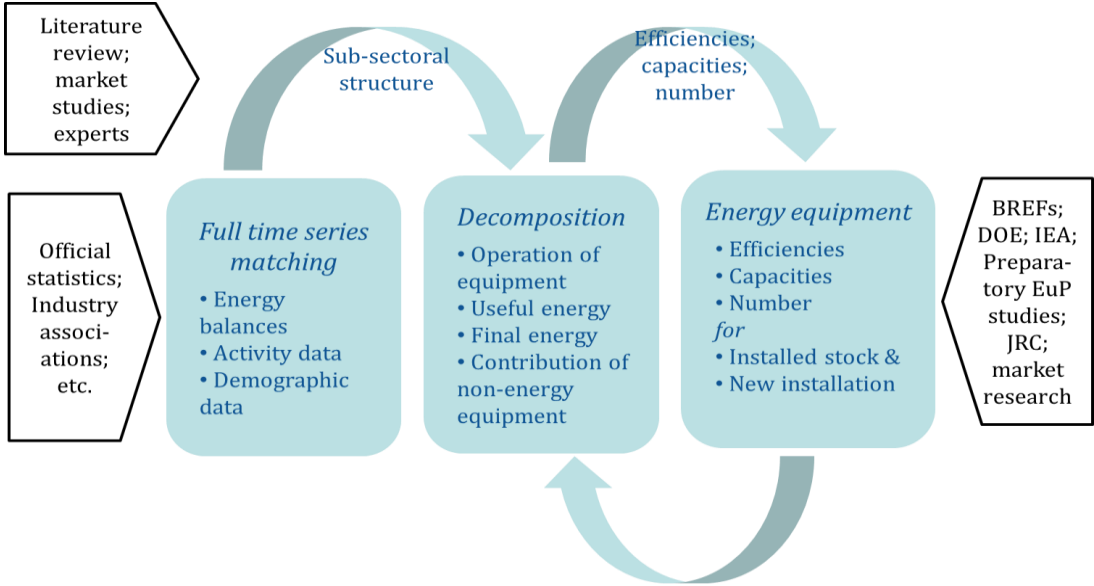 Literature
review;
market
studies;
experts
Sub-sectoral
structure
Efficiencies;
capacities;
number
Official
statistics;
Industry
associ-
ations;
etc.
Full time series
matching
• Energy
balances
• Activity data
• Demographic
data
Decomposition
• Operation of
equipment
• Useful energy
• Final energy
• Contribution of
non-energy
equipment
Energy equipment
• Efficiencies
• Capacities
• Number
for
• Installed stock &
• New installation
BREFs;
DOE; IEA;
Prepara-
tory EuP
studies;
JRC;
market
research